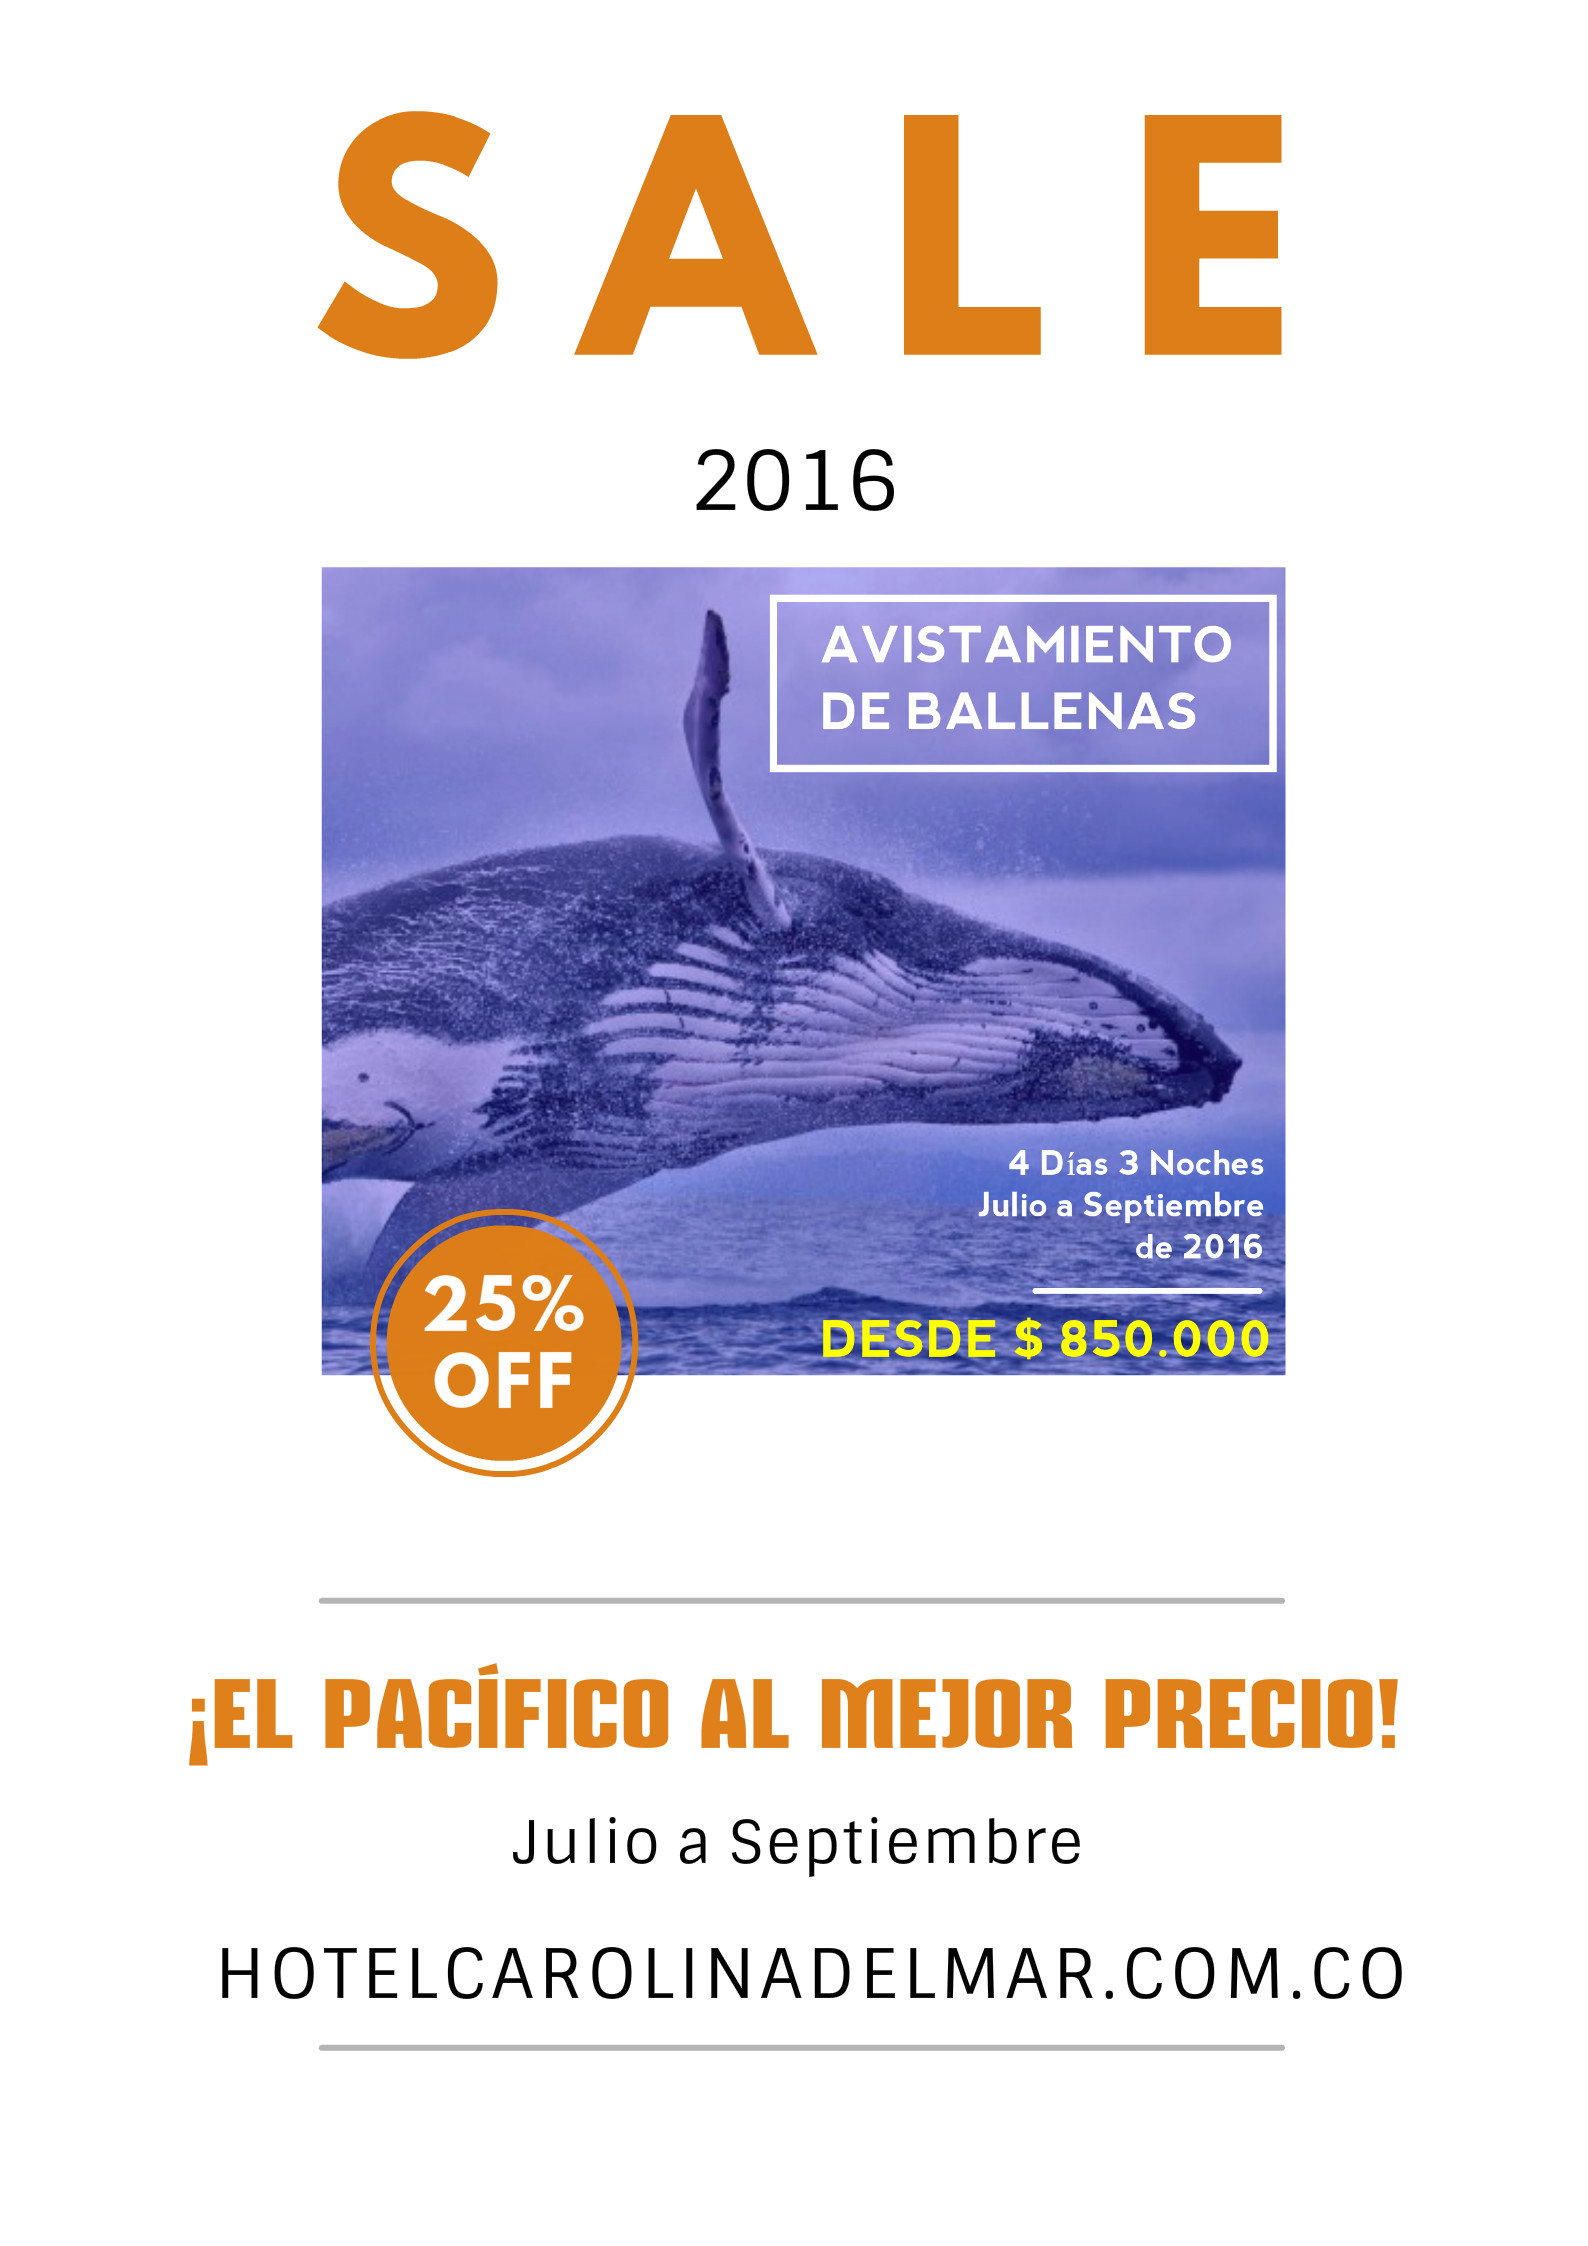 SALE
2016
AVISTAMIENTO
DE BALLENAS
4 Días 3 Noches
Julio a Septiembre
de 2016
DESDE $ 850.000
25%
OFF
¡EL PACÍFICO AL MEJOR PRECIO!
Julio a Septiembre
HOTELCAROLINADELMAR.COM.CO